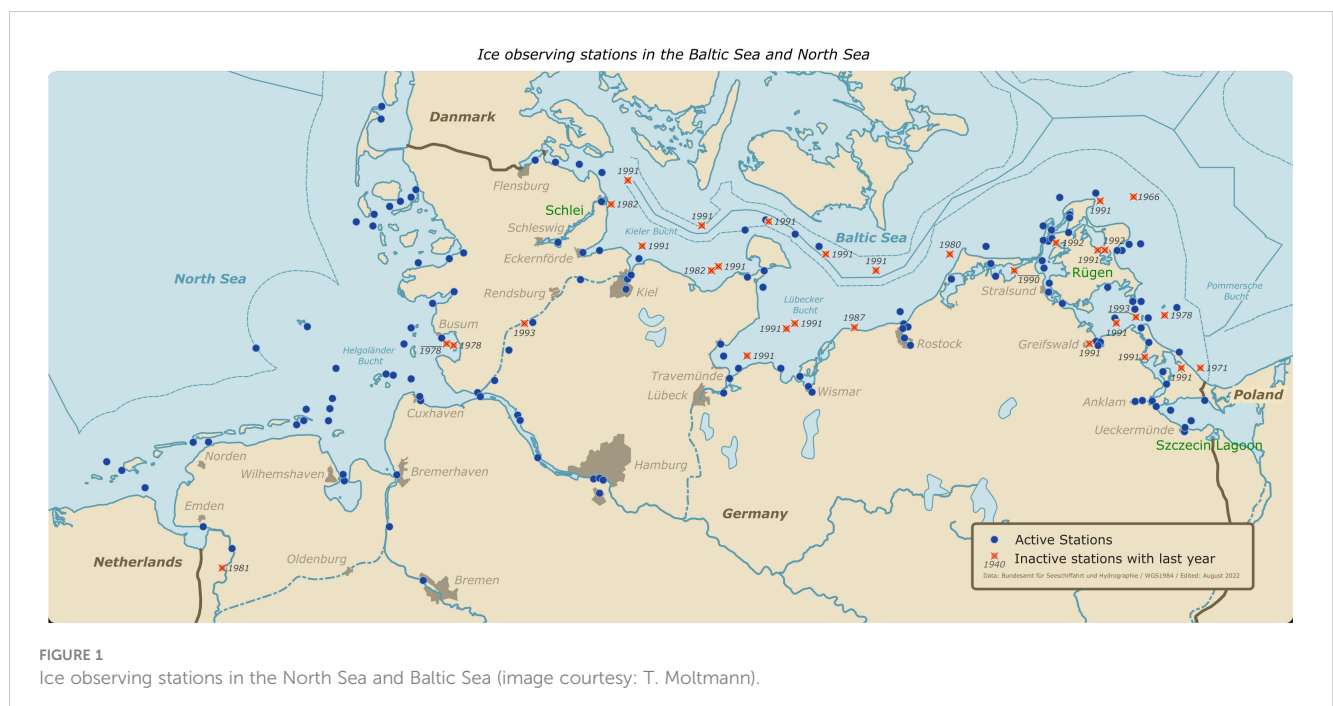 Ice observing stations in the Baltic Sea and North Sea
Danmark
Flensburg
1991
1982
Schlei
Schleswig
Kieler Bucht
1991
1991
Eckernförde
1991
Baltic Sea
1991
1991
1980
1991
1966
1992
1992
1991
Rügen
1990
Stralsund
North Sea
Rendsburg
Kiel
1982
1991
Lübecker
Bucht
1991
1991
1987
Pommersche
Bucht
1993
1978
1991
Busum
1978
1978
1993
Helgoländer
Bucht
Rostock
Greifswald
1991
1991
1991
1971
1991
Travemünde
Lübeck
Wismar
Anklam
Poland
Ueckermünde
Szczecin Lagoon
Cuxhaven
Norden
Wilhemshaven
Bremerhaven
Hamburg
Emden
Germany
Netherlands
1981
Oldenburg
Bremen
Active Stations
Inactive stations with last year
1940
Data: Bundesamt für Seeschiffahrt und Hydrographie / WGS1984 / Edited: August 2022
FIGURE 1
Ice observing stations in the North Sea and Baltic Sea (image courtesy: T. Moltmann).